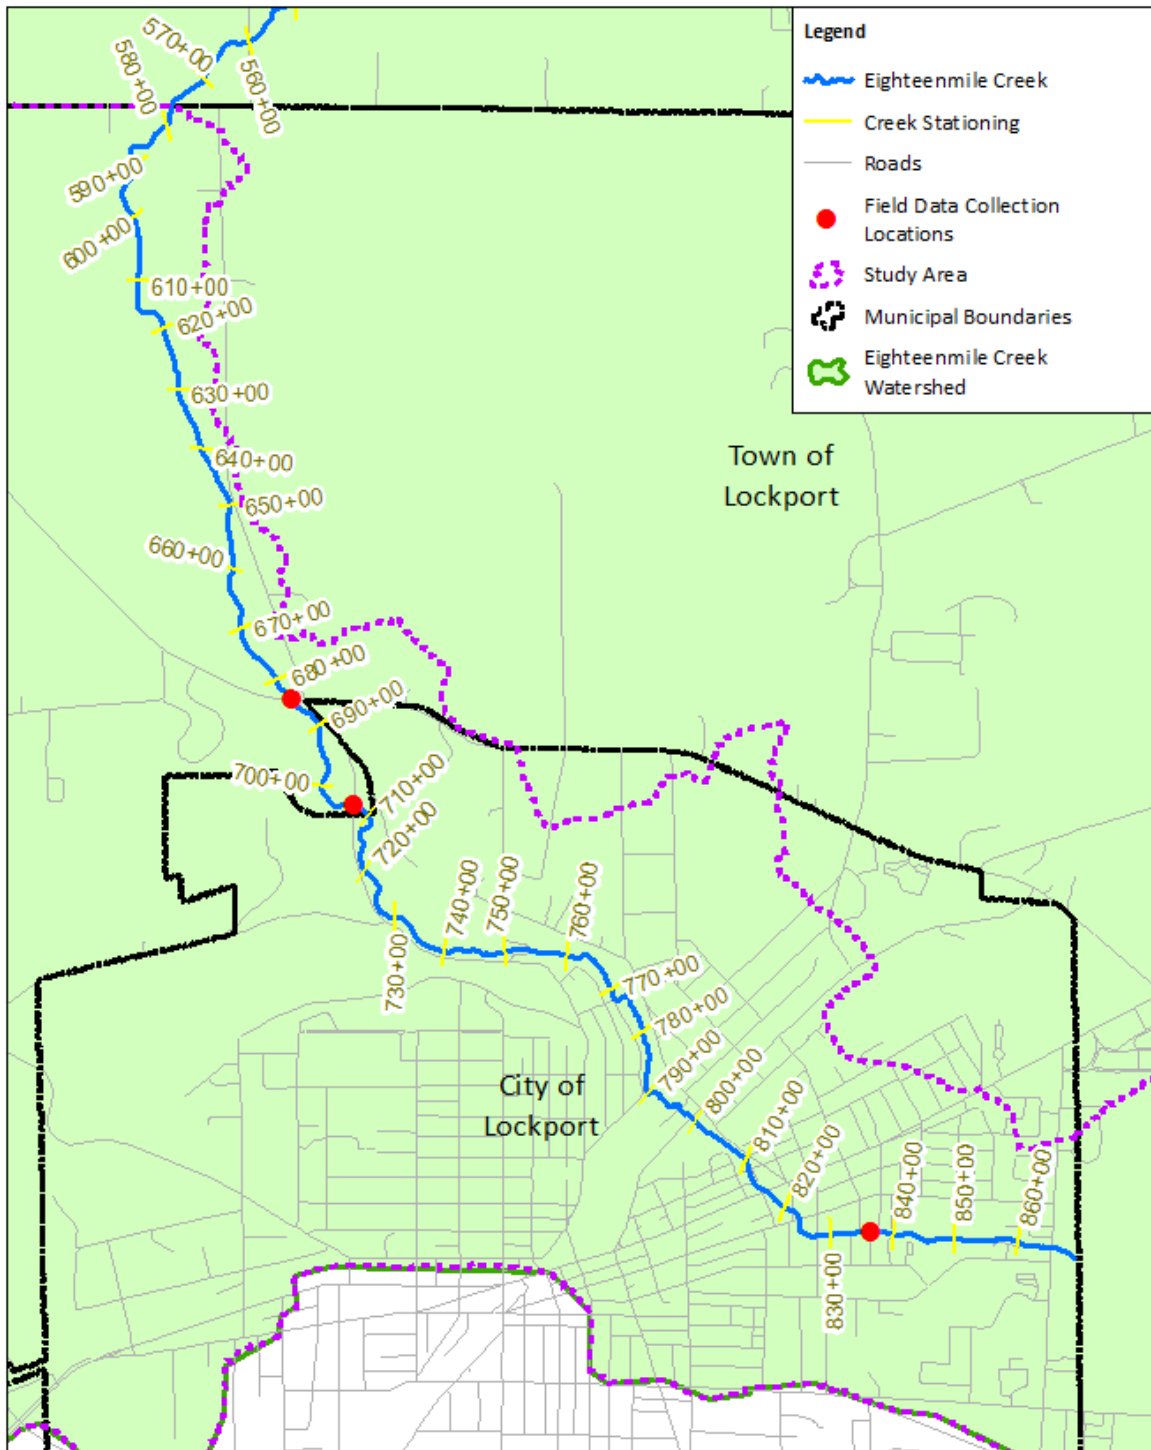 Legend
Eighteenmile Creek
Creek Stationing
Roads
Field Data Collection
Locations
Study Area
Municipal Boundaries
Eighteenmile Creek
Watershed
560+00
570+00
580+00
590+00
600+00
610+00
620+00
630+00
640+00
650+00
660+00
670+00
680+00
690+00
700+00
710+00
720+00
730+00
740+00
750+00
760+00
770+00
780+00
790+00
800+00
810+00
820+00
830+00
840+00
850+00
860+00
Town of
Lockport
City of
Lockport